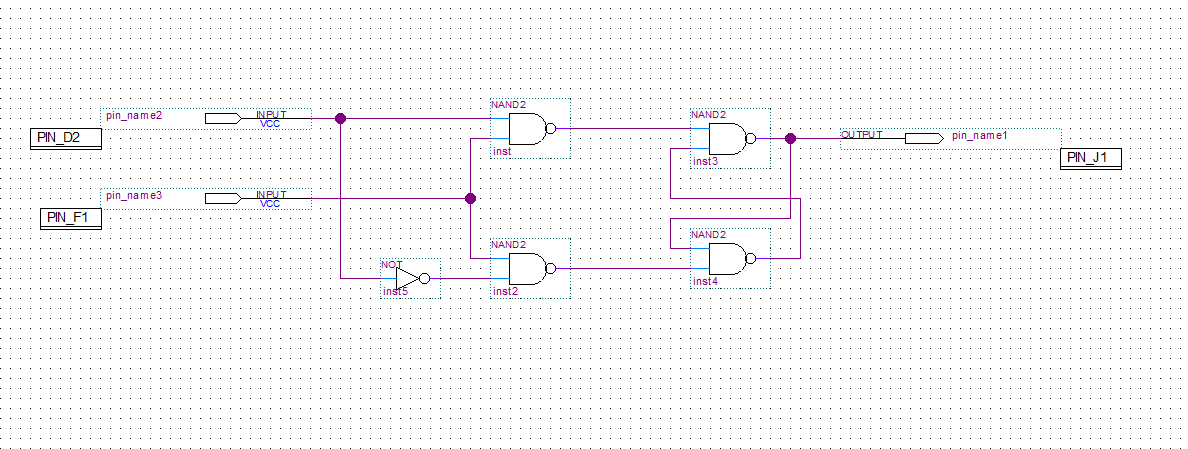 NAND2
pin_name2
INPUT
VCC
PIN_D2
inst
NAND2
inst3
OUTPUT
pin_name1
PIN_J1
pin_name3
INPUT
VCC
PIN_F1
NOT
inst5
NAND2
inst2
NAND2
inst4